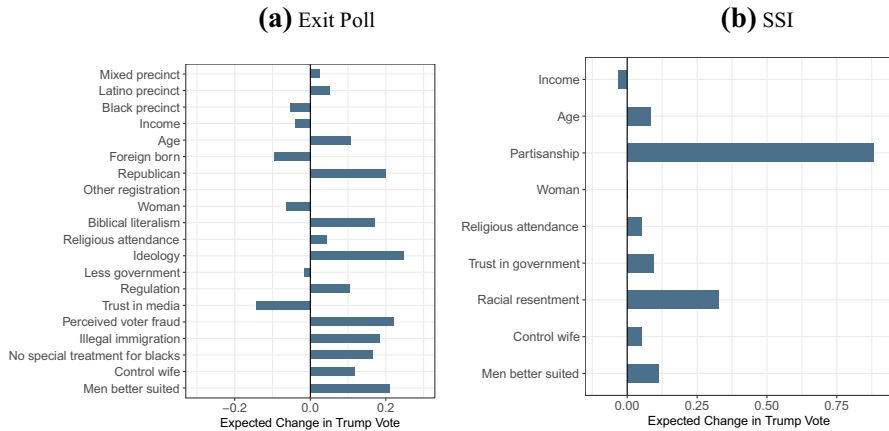 (a) Exit Poll
Mixed precinct
Latino precinct
Black precinct
Income
Age
Foreign born
Republican
Other registration
Woman
Biblical literalism
Religious attendance
Ideology
Less government
Regulation
Trust in media
Perceived voter fraud
Illegal immigration
No special treatment for blacks
Control wife
Men better suited
−0.2 0.0 0.2
Expected Change in Trump Vote
(b) SSI
Income
Age
Partisanship
Woman
Religious attendance
Trust in government
Racial resentment
Control wife
Men better suited
0.00 0.25 0.50 0.75
Expected Change in Trump Vote